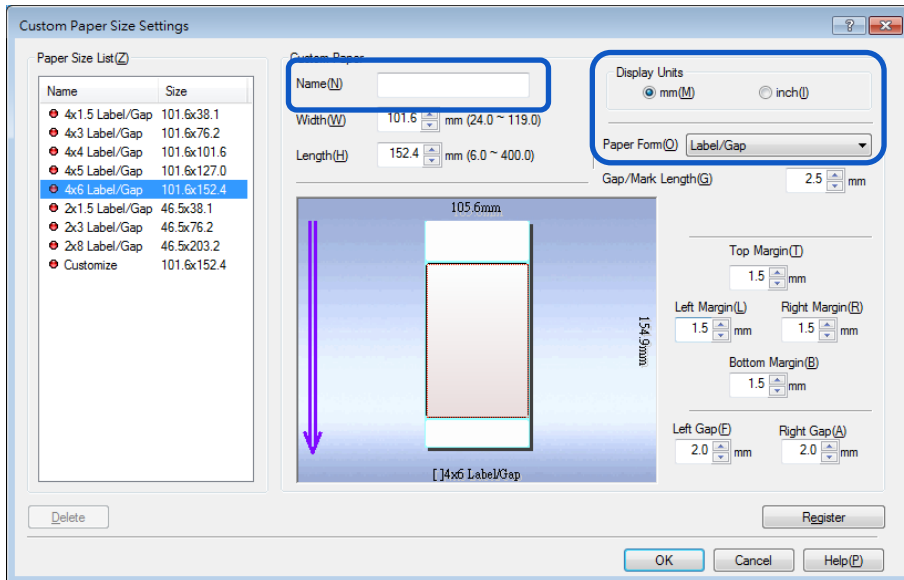 Custom Paper Size Settings
Paper Size List(Z)
Name Size
4x1.5 Label/Gap 101.6x38.1
4x3 Label/Gap 101.6x76.2
4x4 Label/Gap 101.6x101.6
4x5 Label/Gap 101.6x127.0
4x6 Label/Gap 101.6x152.4
2x1.5 Label/Gap 46.5x38.1
2x3 Label/Gap 46.5x76.2
2x8 Label/Gap 46.5x203.2
Customize 101.6x152.4
Custom Paper
Name(N)
Width(W) 101.6 mm (24.0 ~ 119.0)
Length(H) 152.4 mm (6.0 ~ 400.0)
Display Units
mm(M) inch(I)
Paper Form(O) Label/Gap
Gap/Mark Length(G) 2.5 mm
105.6mm
154.9mm
[ ]4x6 Label/Gap
Top Margin(T)
1.5 mm
Left Margin(L) Right Margin(R)
1.5 mm 1.5 mm
Bottom Margin(B)
1.5 mm
Left Gap(F) Right Gap(A)
2.0 mm 2.0 mm
Delete
Register
OK Cancel Help(P)